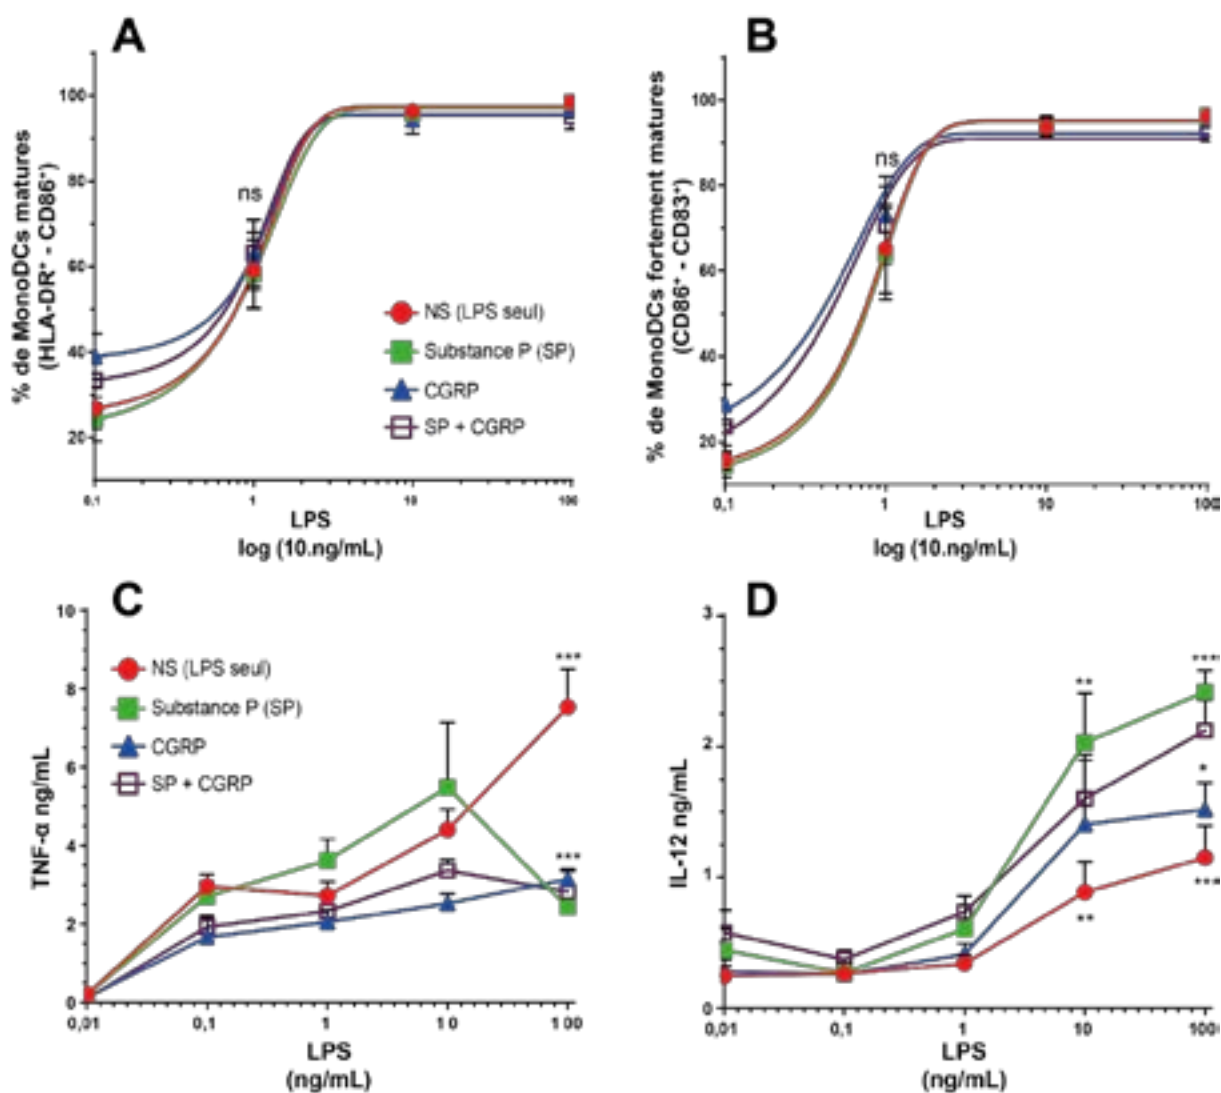 A
% de MonoDCs matures
(HLA-DR⁺ - CD86⁺)
100
80
60
40
20
ns
NS (LPS seul)
Substance P (SP)
CGRP
SP + CGRP
0,1
1
10
100
LPS
log (10.ng/mL)
B
% de MonoDCs fortement matures
(CD86⁺ - CD83⁺)
100
80
60
40
20
ns
0,1
1
10
100
LPS
log (10.ng/mL)
C
TNF-α ng/mL
10
8
6
4
2
0
NS (LPS seul)
Substance P (SP)
CGRP
SP + CGRP
***
***
0,01
0,1
1
10
100
LPS
(ng/mL)
D
IL-12 ng/mL
3
2
1
0
**
****
*
**
***
0,01
0,1
1
10
100
LPS
(ng/mL)